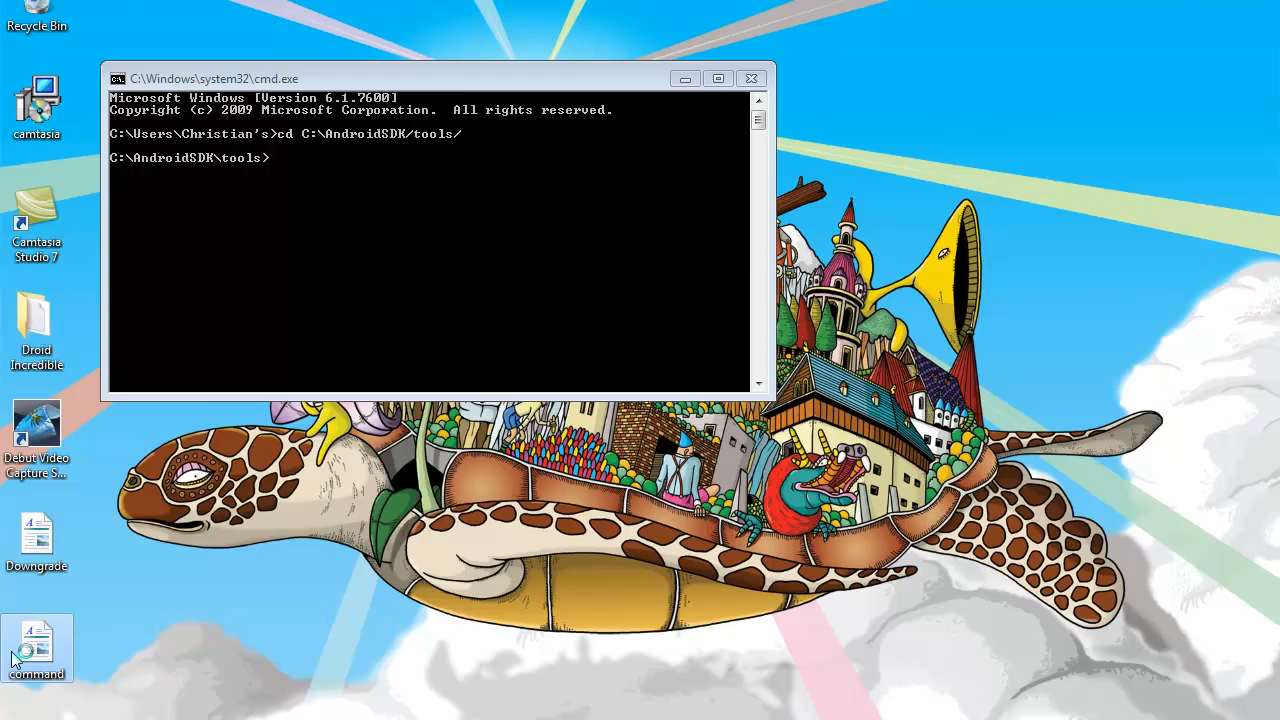 Recycle Bin
camtasia
Camtasia
Studio 7
Droid
Incredible
Debut Video
Capture S...
Downgrade
command
C:\Windows\system32\cmd.exe
Microsoft Windows [Version 6.1.7600]
Copyright (c) 2009 Microsoft Corporation.  All rights reserved.
C:\Users\Christian's>cd C:\AndroidSDK/tools/
C:\AndroidSDK\tools>